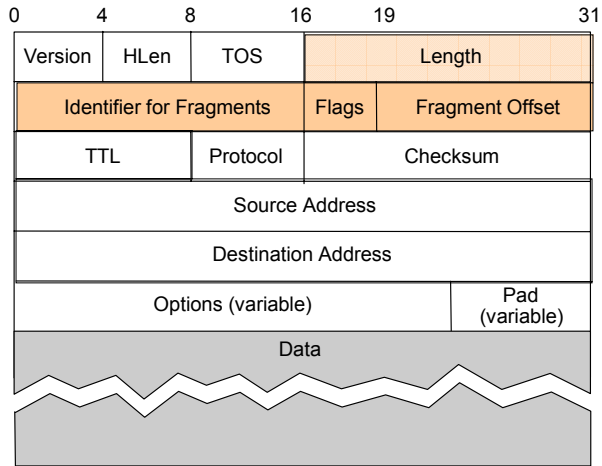 0 4 8 16 19 31
Version HLen TOS Length
Identifier for Fragments Flags Fragment Offset
TTL Protocol Checksum
Source Address
Destination Address
Options (variable) Pad
(variable)
Data